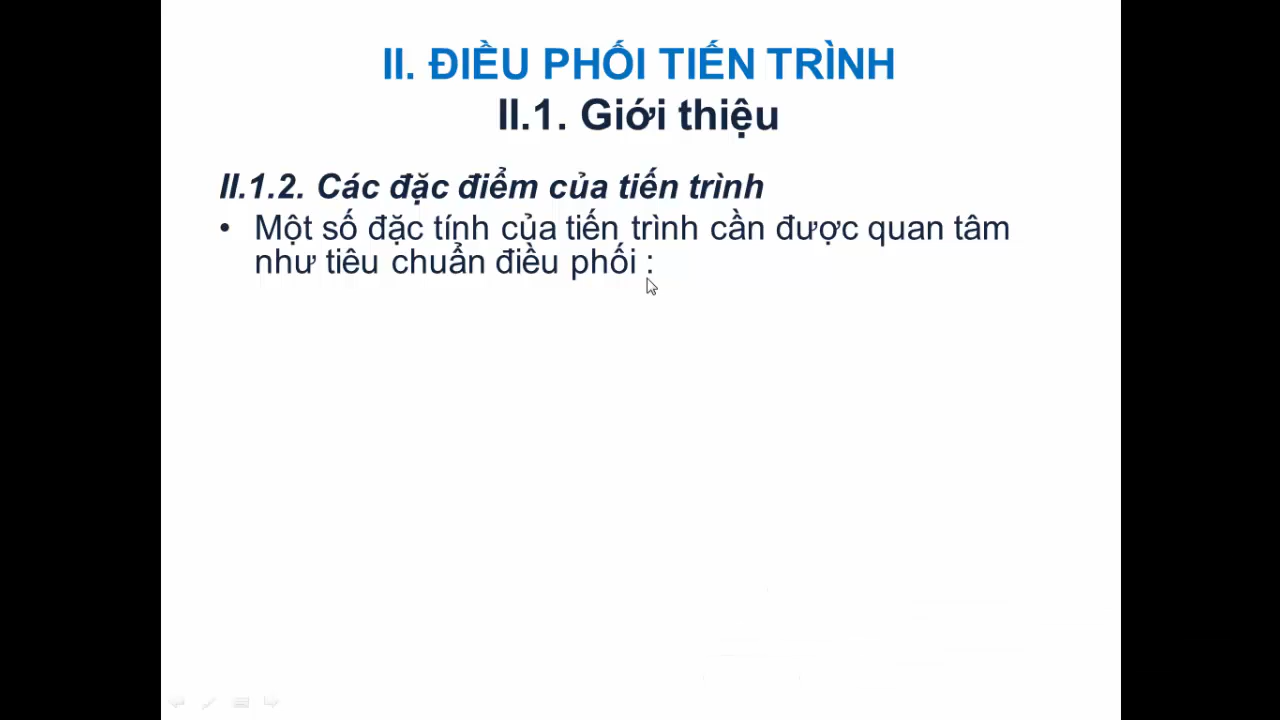 II. ĐIỀU PHỐI TIẾN TRÌNH
II.1. Giới thiệu
II.1.2. Các đặc điểm của tiến trình
• Một số đặc tính của tiến trình cần được quan tâm
như tiêu chuẩn điều phối :